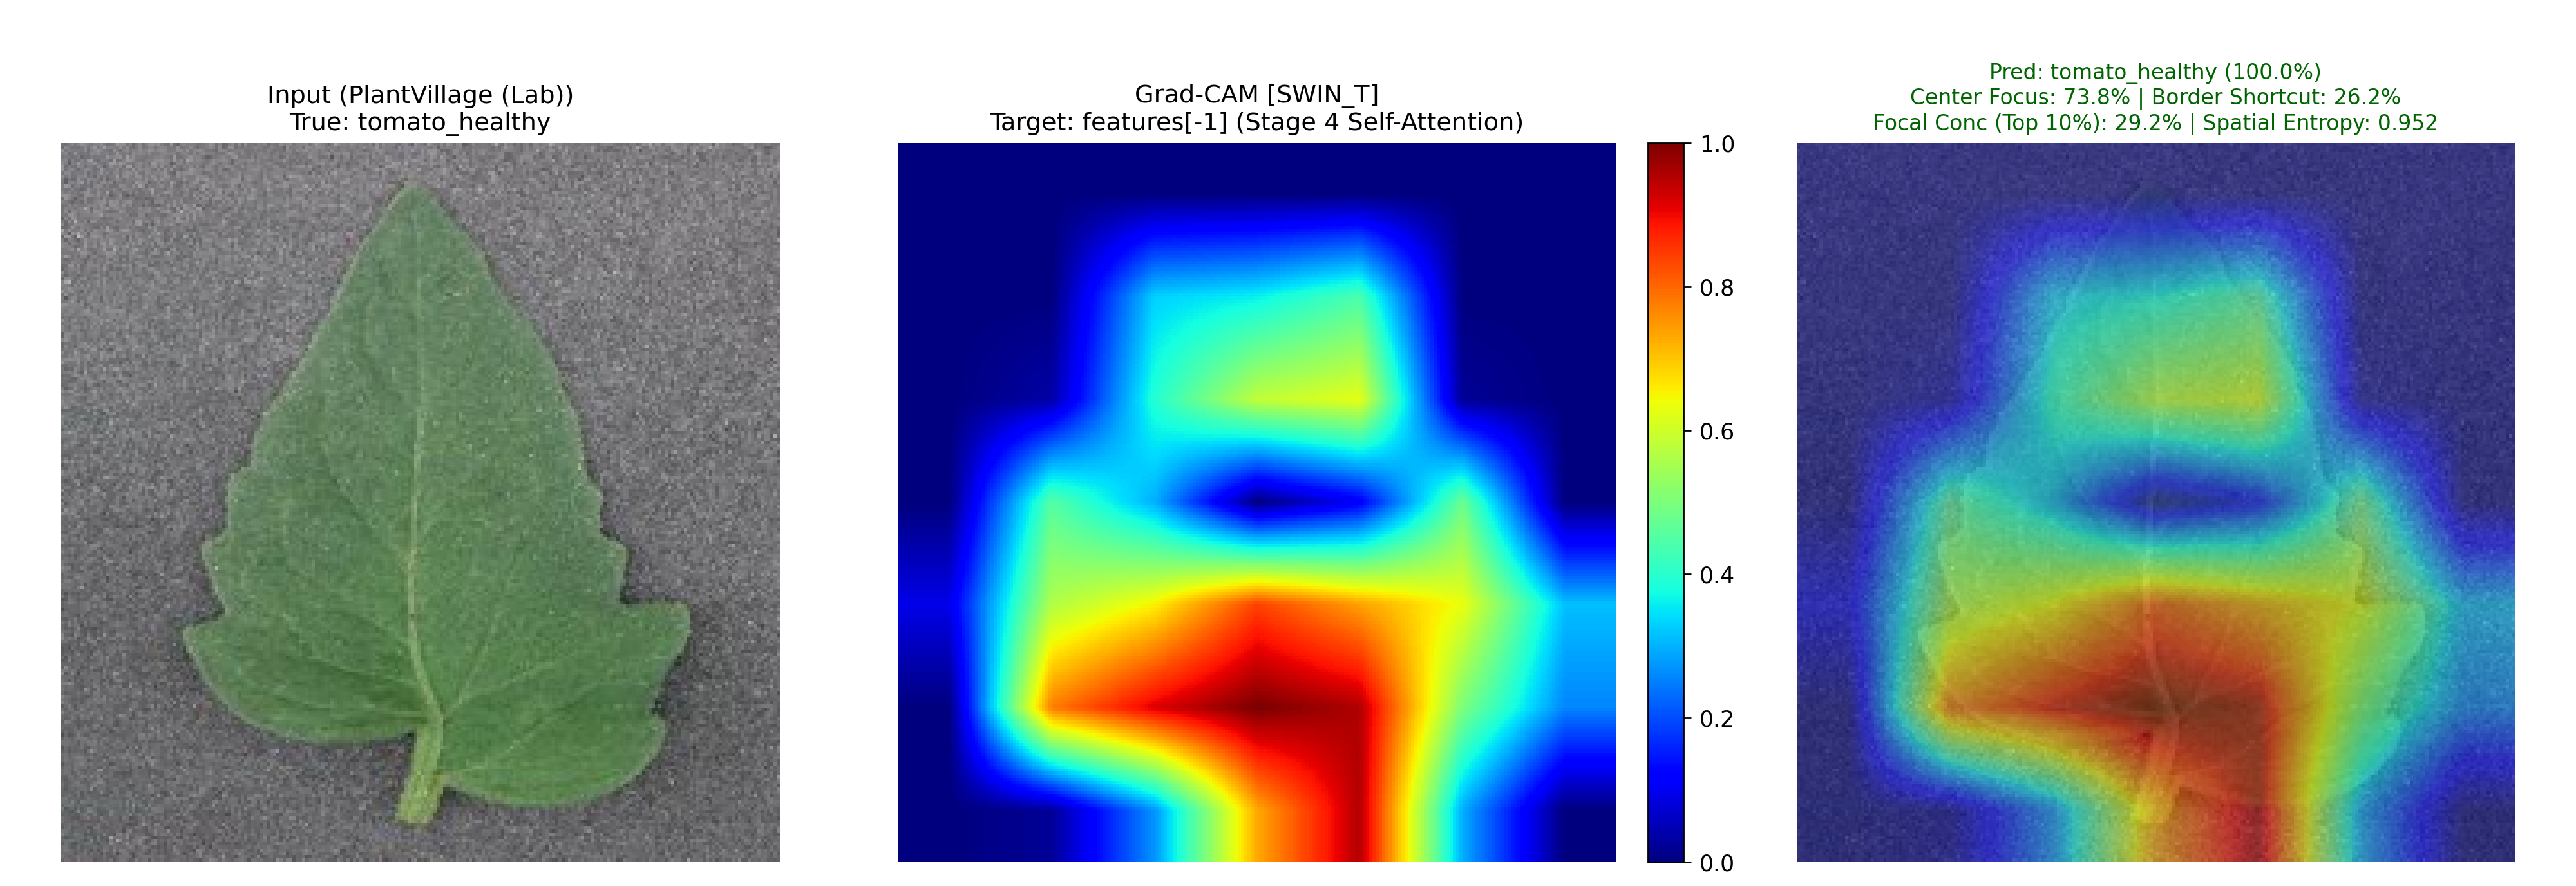 Input (PlantVillage (Lab))
True: tomato_healthy
Grad-CAM [SWIN_T]
Target: features[-1] (Stage 4 Self-Attention)
1.0
0.8
0.6
0.4
0.2
0.0
Pred: tomato_healthy (100.0%)
Center Focus: 73.8% | Border Shortcut: 26.2%
Focal Conc (Top 10%): 29.2% | Spatial Entropy: 0.952